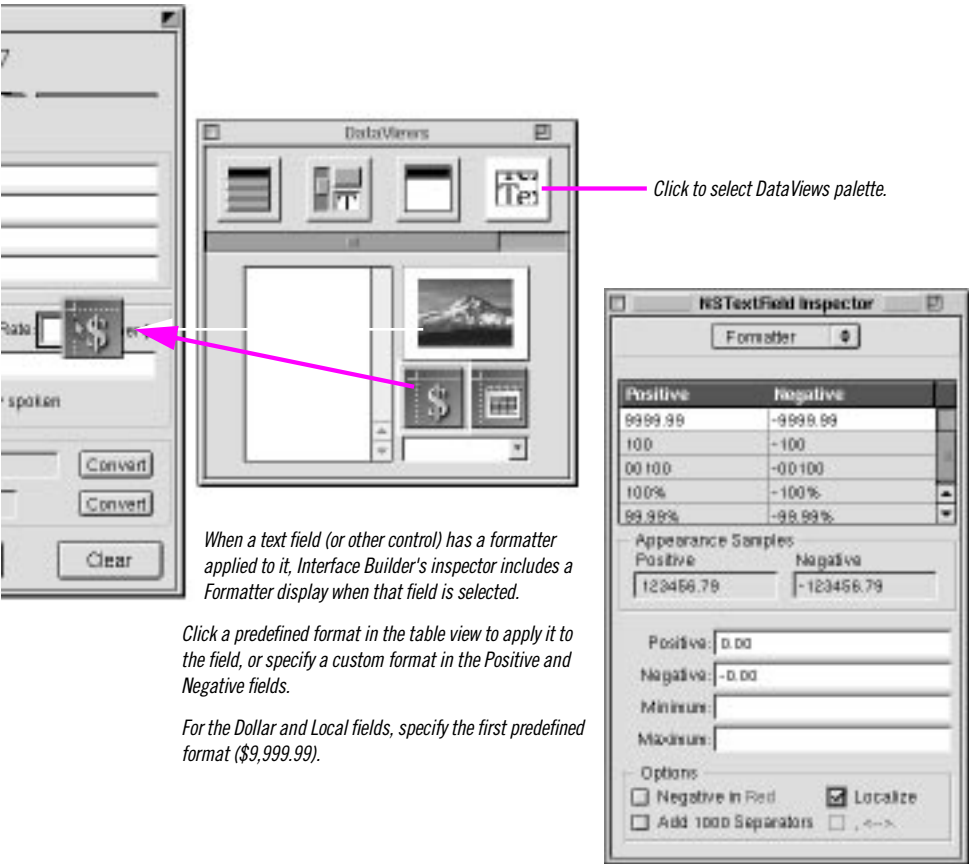 7
Rate:
er
spoken
Convert
Convert
Clear
DataViews
T
Te
Click to select DataViews palette.
$
$
When a text field (or other control) has a formatter
applied to it, Interface Builder's inspector includes a
Formatter display when that field is selected.
Click a predefined format in the table view to apply it to
the field, or specify a custom format in the Positive and
Negative fields.
For the Dollar and Local fields, specify the first predefined
format ($9,999.99).
NSTextField Inspector
Formatter
Positive Negative
9999.99 -9999.99
100 -100
00100 -00100
100% -100%
99.99% -99.99%
Appearance Samples
Positive Negative
123456.79 -123456.79
Positive: 0.00
Negative: -0.00
Minimum:
Maximum:
Options
Negative in Red Localize
Add 1000 Separators , <-->.